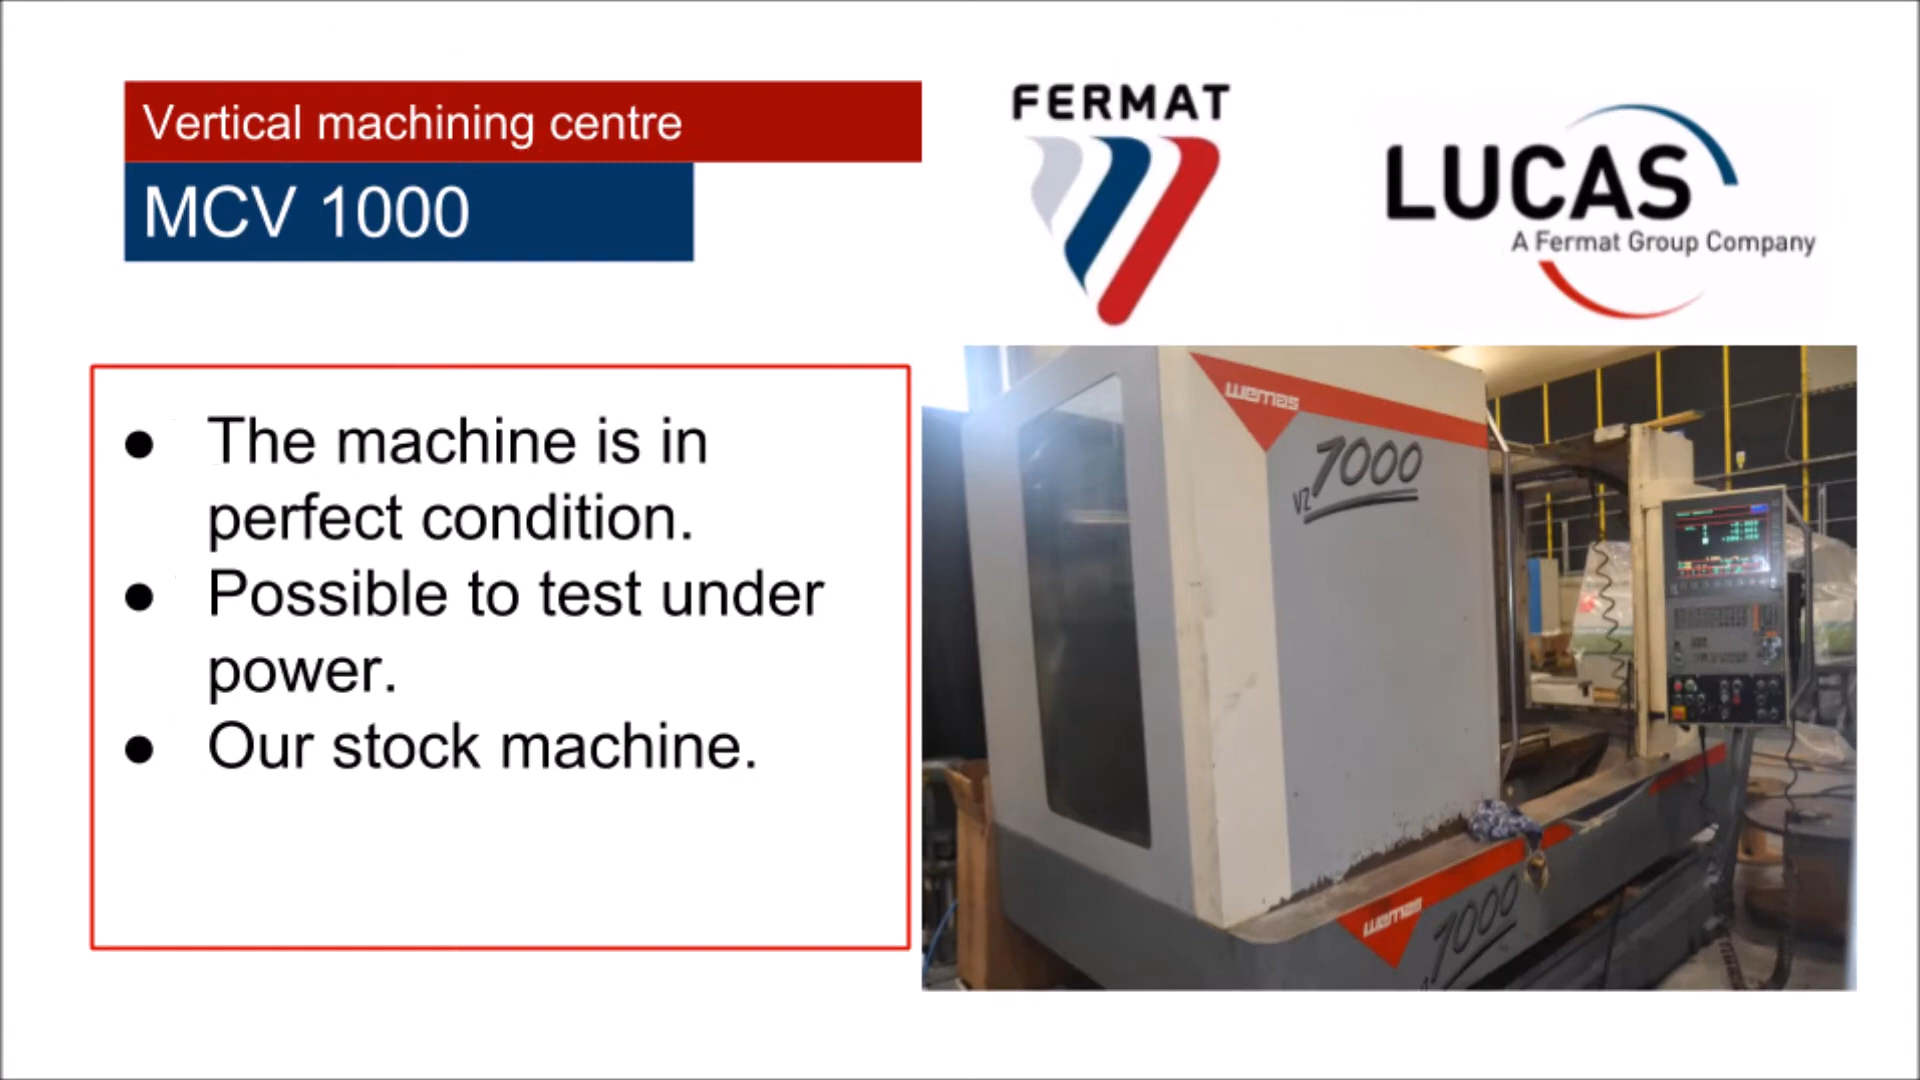 Vertical machining centre
MCV 1000
FERMAT
LUCAS
A Fermat Group Company
● The machine is in
perfect condition.
● Possible to test under
power.
● Our stock machine.
wemas
VZ 7000
wemas
7000